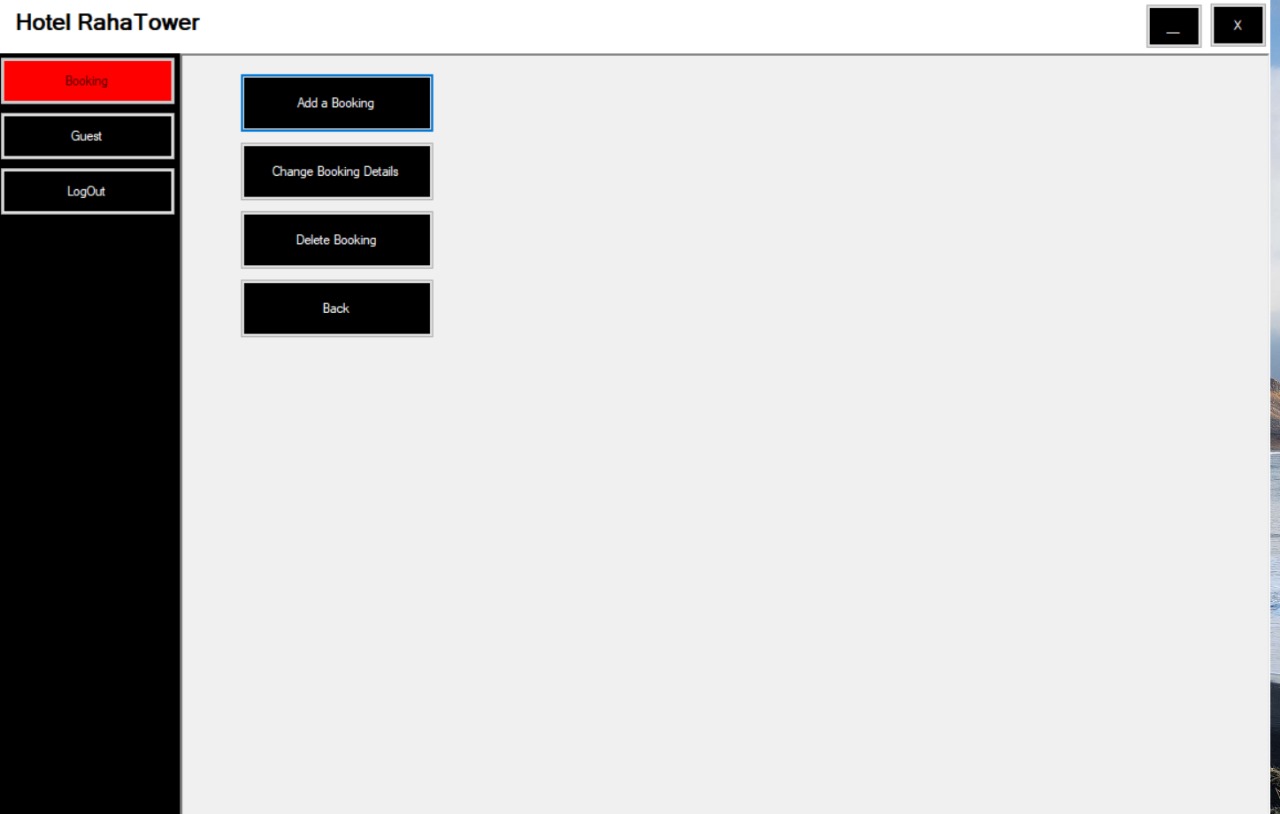 Hotel RahaTower
_
X
Booking
Guest
LogOut
Add a Booking
Change Booking Details
Delete Booking
Back